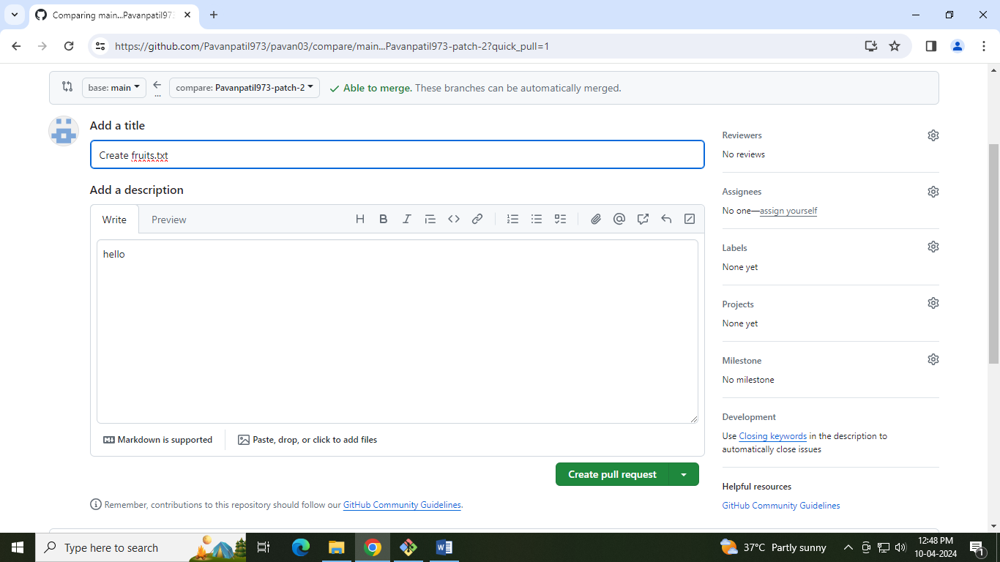 Comparing main...Pavanpatil973
https://github.com/Pavanpatil973/pavan03/compare/main...Pavanpatil973-patch-2?quick_pull=1
base: main
...
compare: Pavanpatil973-patch-2
Able to merge. These branches can be automatically merged.
Add a title
Create fruits.txt
Add a description
Write Preview
hello
Markdown is supported
Paste, drop, or click to add files
Create pull request
Remember, contributions to this repository should follow our GitHub Community Guidelines.
Reviewers
No reviews
Assignees
No one—assign yourself
Labels
None yet
Projects
None yet
Milestone
No milestone
Development
Use Closing keywords in the description to
automatically close issues
Helpful resources
GitHub Community Guidelines
Type here to search
37°C Partly sunny
12:48 PM
10-04-2024
1